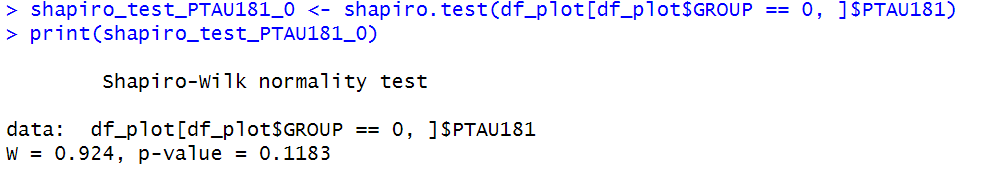 > shapiro_test_PTAU181_0 <- shapiro.test(df_plot[df_plot$GROUP == 0, ]$PTAU181)
> print(shapiro_test_PTAU181_0)
Shapiro-Wilk normality test
data:  df_plot[df_plot$GROUP == 0, ]$PTAU181
W = 0.924, p-value = 0.1183